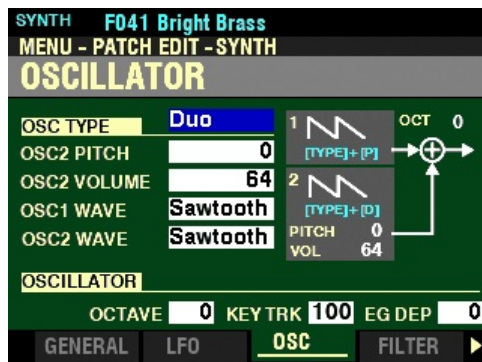 SYNTH F041 Bright Brass
MENU - PATCH EDIT - SYNTH
OSCILLATOR
OSC TYPE Duo
OSC2 PITCH 0
OSC2 VOLUME 64
OSC1 WAVE Sawtooth
OSC2 WAVE Sawtooth
1
[TYPE]+[P]
OCT 0
2
[TYPE]+[D]
PITCH 0
VOL 64
OSCILLATOR
OCTAVE 0 KEY TRK 100 EG DEP 0
GENERAL LFO OSC FILTER